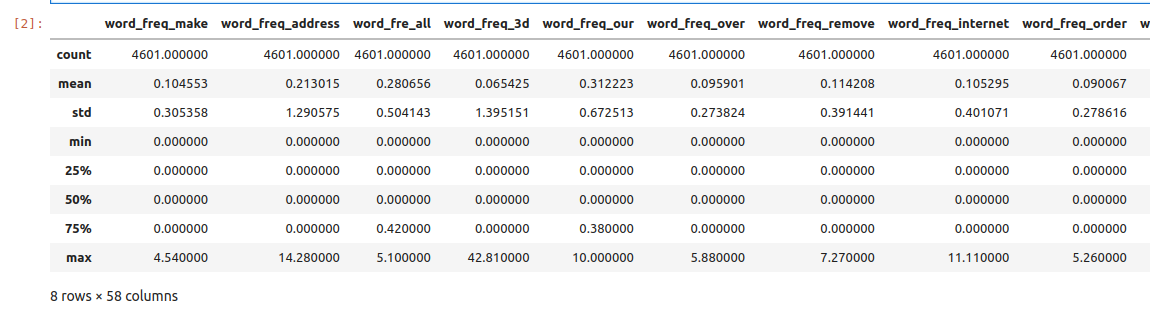 [2]: word_freq_make word_freq_address word_fre_all word_freq_3d word_freq_our word_freq_over word_freq_remove word_freq_internet word_freq_order
count 4601.000000 4601.000000 4601.000000 4601.000000 4601.000000 4601.000000 4601.000000 4601.000000 4601.000000
mean 0.104553 0.213015 0.280656 0.065425 0.312223 0.095901 0.114208 0.105295 0.090067
std 0.305358 1.290575 0.504143 1.395151 0.672513 0.273824 0.391441 0.401071 0.278616
min 0.000000 0.000000 0.000000 0.000000 0.000000 0.000000 0.000000 0.000000 0.000000
25% 0.000000 0.000000 0.000000 0.000000 0.000000 0.000000 0.000000 0.000000 0.000000
50% 0.000000 0.000000 0.000000 0.000000 0.000000 0.000000 0.000000 0.000000 0.000000
75% 0.000000 0.000000 0.420000 0.000000 0.380000 0.000000 0.000000 0.000000 0.000000
max 4.540000 14.280000 5.100000 42.810000 10.000000 5.880000 7.270000 11.110000 5.260000
8 rows × 58 columns